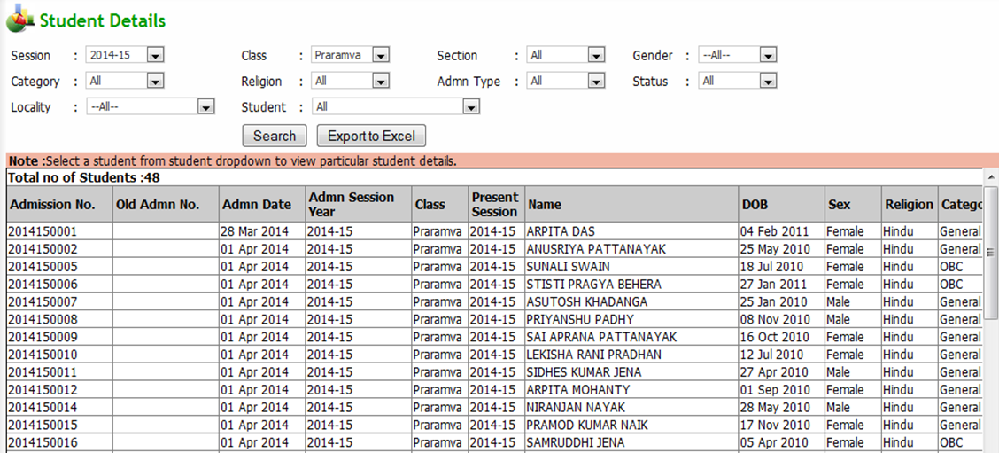 Student Details
Session : 2014-15 Class : Praramva Section : All Gender : --All--
Category : All Religion : All Admn Type : All Status : All
Locality : --All-- Student : All
Search Export to Excel
Note :Select a student from student dropdown to view particular student details.
Total no of Students :48
Admission No. Old Admn No. Admn Date Admn Session Year Class Present Session Name DOB Sex Religion Catego
2014150001 28 Mar 2014 2014-15 Praramva 2014-15 ARPITA DAS 04 Feb 2011 Female Hindu General
2014150002 01 Apr 2014 2014-15 Praramva 2014-15 ANUSRIYA PATTANAYAK 25 May 2010 Female Hindu General
2014150005 01 Apr 2014 2014-15 Praramva 2014-15 SUNALI SWAIN 18 Jul 2010 Female Hindu OBC
2014150006 01 Apr 2014 2014-15 Praramva 2014-15 STISTI PRAGYA BEHERA 27 Jan 2011 Female Hindu OBC
2014150007 01 Apr 2014 2014-15 Praramva 2014-15 ASUTOSH KHADANGA 25 Jan 2010 Male Hindu General
2014150008 01 Apr 2014 2014-15 Praramva 2014-15 PRIYANSHU PADHY 08 Nov 2010 Male Hindu General
2014150009 01 Apr 2014 2014-15 Praramva 2014-15 SAI APRANA PATTANAYAK 16 Oct 2010 Female Hindu General
2014150010 01 Apr 2014 2014-15 Praramva 2014-15 LEKISHA RANI PRADHAN 12 Jul 2010 Female Hindu General
2014150011 01 Apr 2014 2014-15 Praramva 2014-15 SIDHES KUMAR JENA 27 Apr 2010 Male Hindu General
2014150012 01 Apr 2014 2014-15 Praramva 2014-15 ARPITA MOHANTY 01 Sep 2010 Female Hindu General
2014150014 01 Apr 2014 2014-15 Praramva 2014-15 NIRANJAN NAYAK 28 May 2010 Male Hindu General
2014150015 01 Apr 2014 2014-15 Praramva 2014-15 PRAMOD KUMAR NAIK 17 Nov 2010 Female Hindu General
2014150016 01 Apr 2014 2014-15 Praramva 2014-15 SAMRUDDHI JENA 05 Apr 2010 Female Hindu OBC